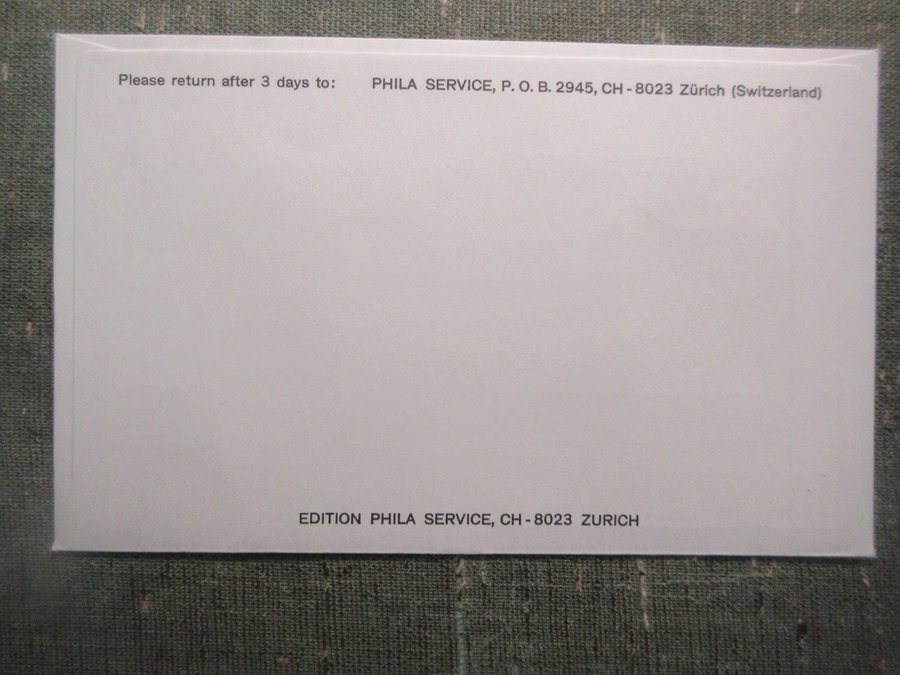 Please return after 3 days to: PHILA SERVICE, P. O. B. 2945, CH - 8023 Zürich (Switzerland)
EDITION PHILA SERVICE, CH - 8023 ZURICH